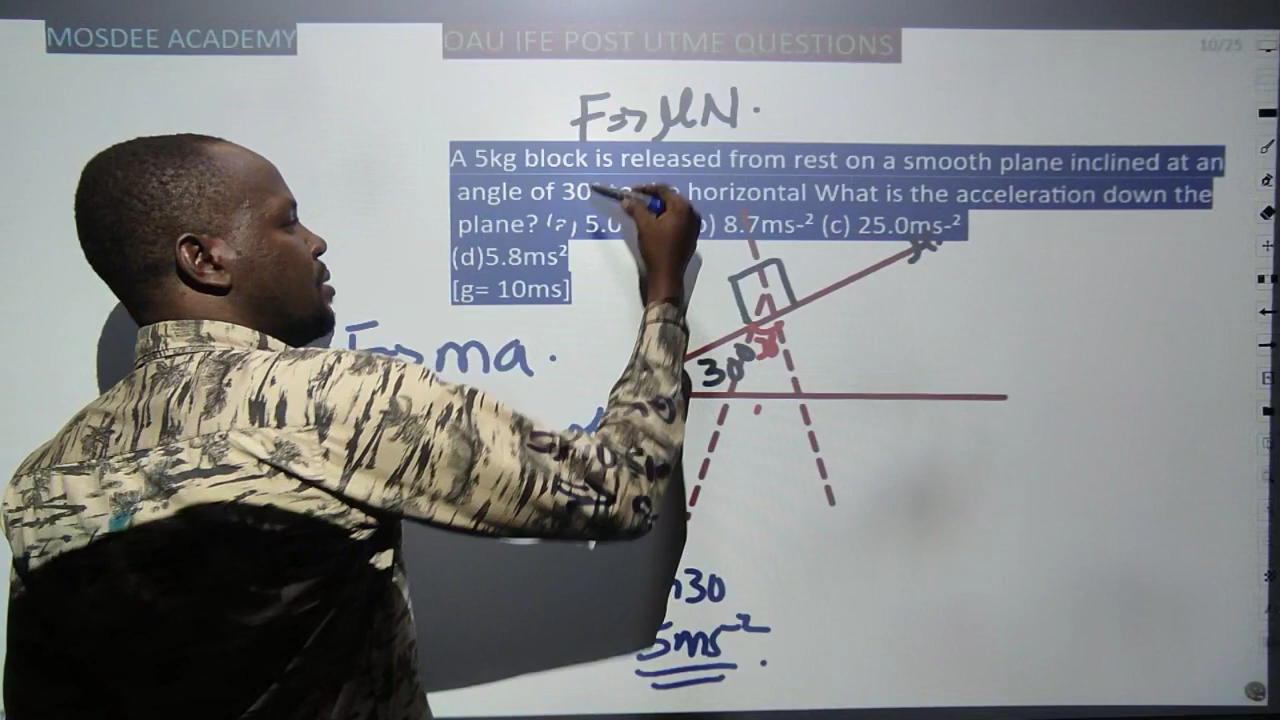 MOSDEE ACADEMY
OAU IFE POST UTME QUESTIONS
10/25
F=μN.
A 5kg block is released from rest on a smooth plane inclined at an
angle of 30 horizontal What is the acceleration down the
plane? (a) 5.0 b) 8.7ms-² (c) 25.0ms-²
(d)5.8ms²
[g= 10ms]
ma.
30°
30
5ms⁻².